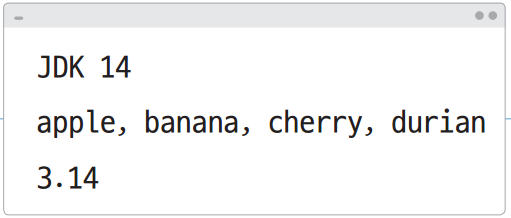 JDK 14
apple, banana, cherry, durian
3.14